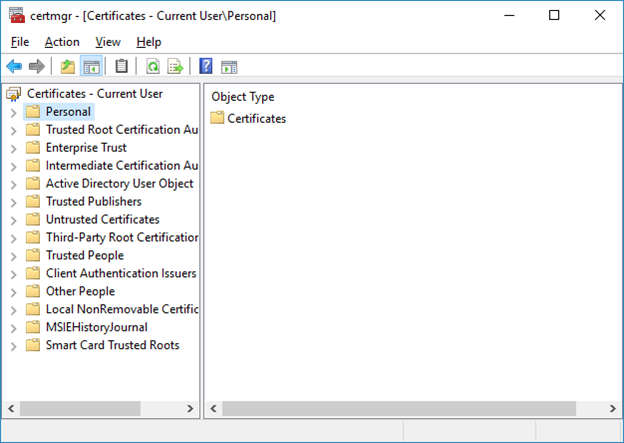 certmgr - [Certificates - Current User\Personal]
File Action View Help
Certificates - Current User
Personal
Trusted Root Certification Au
Enterprise Trust
Intermediate Certification Au
Active Directory User Object
Trusted Publishers
Untrusted Certificates
Third-Party Root Certification
Trusted People
Client Authentication Issuers
Other People
Local NonRemovable Certific
MSIEHistoryJournal
Smart Card Trusted Roots
Object Type
Certificates